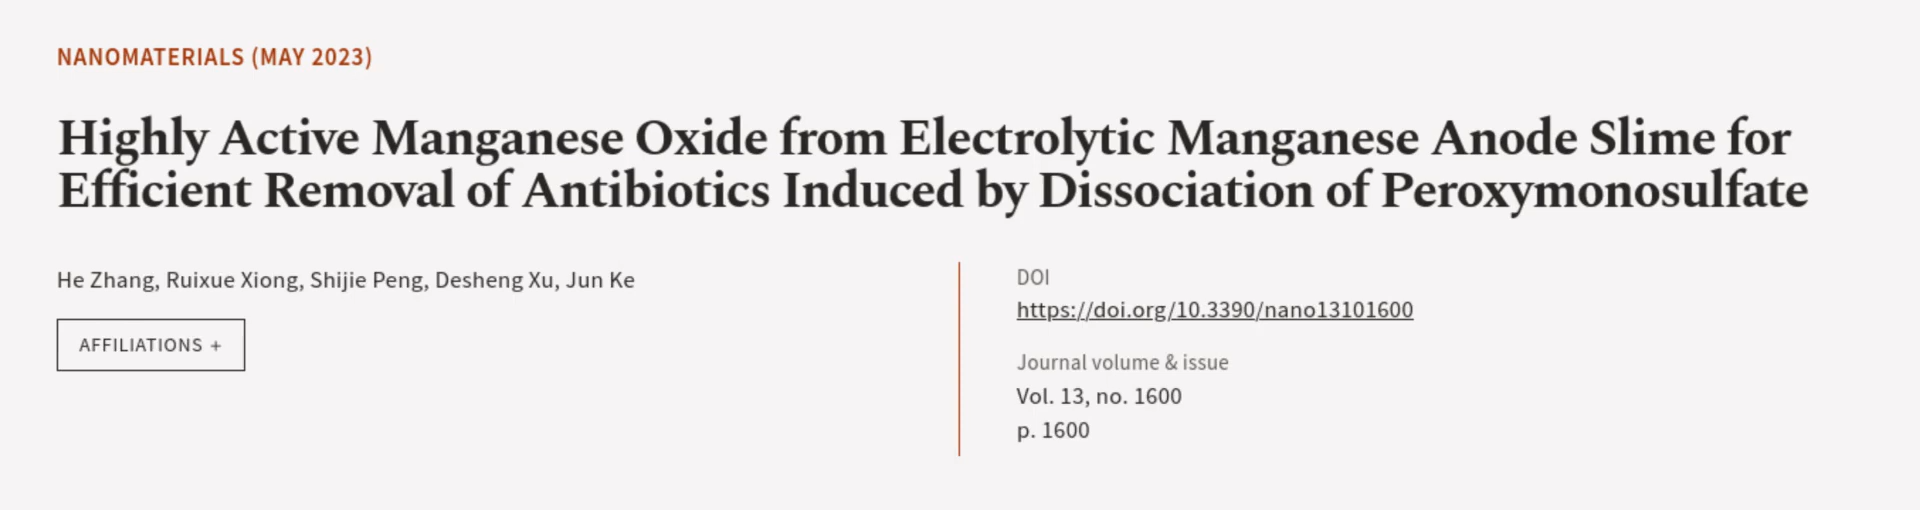 NANOMATERIALS (MAY 2023)
Highly Active Manganese Oxide from Electrolytic Manganese Anode Slime for
Efficient Removal of Antibiotics Induced by Dissociation of Peroxymonosulfate
He Zhang, Ruixue Xiong, Shijie Peng, Desheng Xu, Jun Ke
AFFILIATIONS +
DOI
https://doi.org/10.3390/nano13101600
Journal volume & issue
Vol. 13, no. 1600
p. 1600